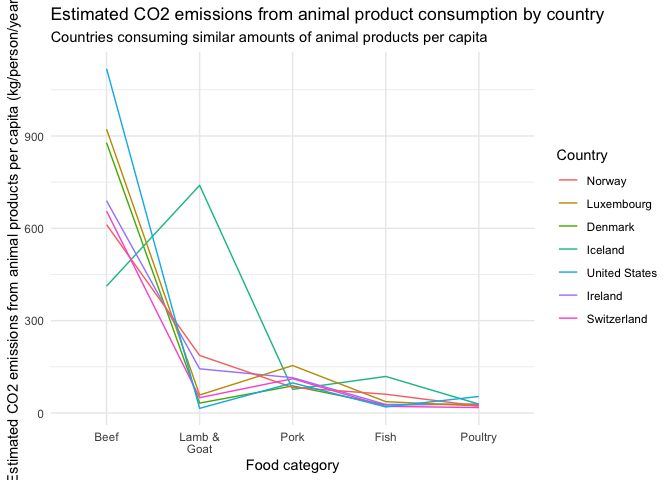 Estimated CO2 emissions from animal product consumption by country
Countries consuming similar amounts of animal products per capita
Estimated CO2 emissions from animal products per capita (kg/person/year
900
600
300
0
Beef
Lamb &
Goat
Pork
Fish
Poultry
Food category
Country
Norway
Luxembourg
Denmark
Iceland
United States
Ireland
Switzerland